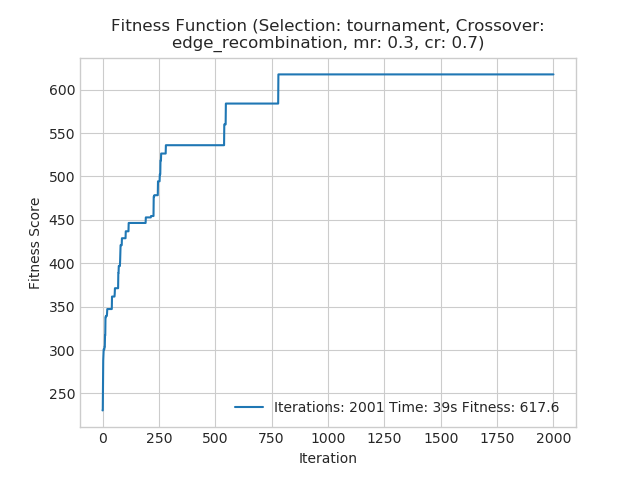 Fitness Function (Selection: tournament, Crossover:
edge_recombination, mr: 0.3, cr: 0.7)
Fitness Score
600
550
500
450
400
350
300
250
Iterations: 2001 Time: 39s Fitness: 617.6
0 250 500 750 1000 1250 1500 1750 2000
Iteration